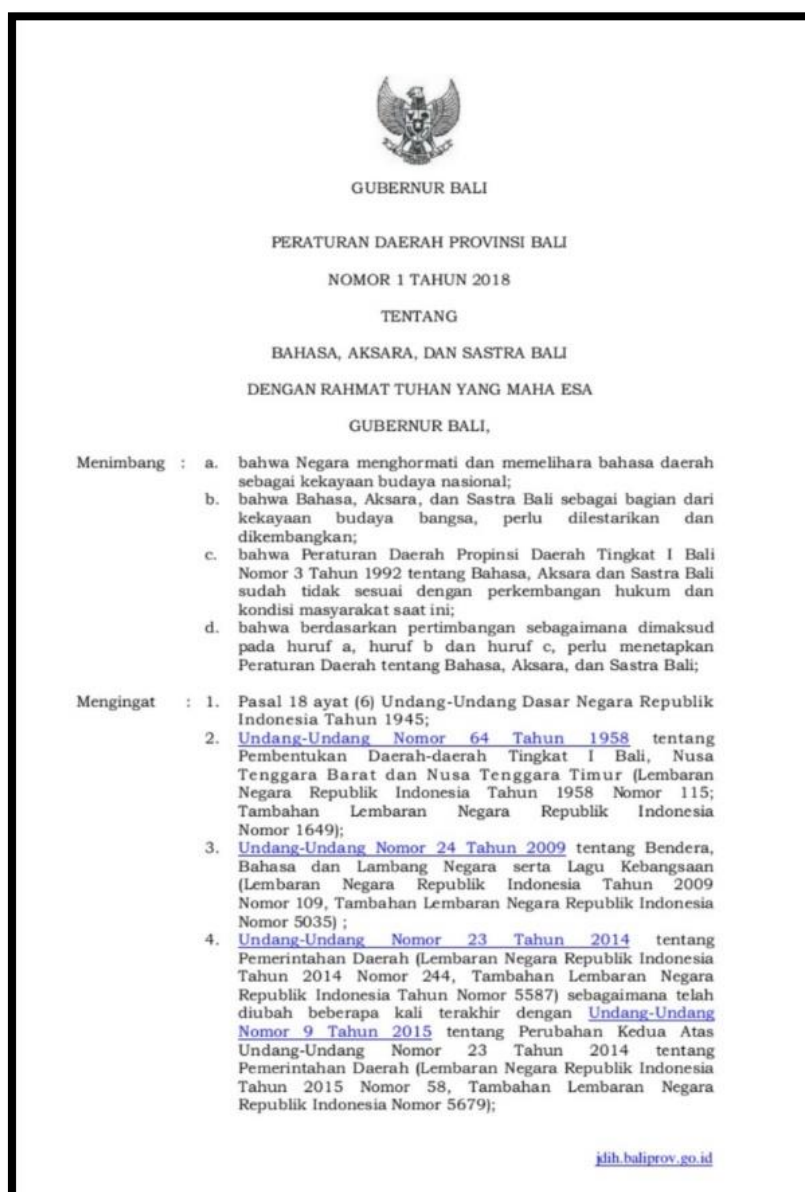 GUBERNUR BALI
PERATURAN DAERAH PROVINSI BALI
NOMOR 1 TAHUN 2018
TENTANG
BAHASA, AKSARA, DAN SASTRA BALI
DENGAN RAHMAT TUHAN YANG MAHA ESA
GUBERNUR BALI,
Menimbang : a. bahwa Negara menghormati dan memelihara bahasa daerah
sebagai kekayaan budaya nasional;
b. bahwa Bahasa, Aksara, dan Sastra Bali sebagai bagian dari
kekayaan budaya bangsa, perlu dilestarikan dan
dikembangkan;
c. bahwa Peraturan Daerah Propinsi Daerah Tingkat I Bali
Nomor 3 Tahun 1992 tentang Bahasa, Aksara dan Sastra Bali
sudah tidak sesuai dengan perkembangan hukum dan
kondisi masyarakat saat ini;
d. bahwa berdasarkan pertimbangan sebagaimana dimaksud
pada huruf a, huruf b dan huruf c, perlu menetapkan
Peraturan Daerah tentang Bahasa, Aksara, dan Sastra Bali;
Mengingat : 1. Pasal 18 ayat (6) Undang-Undang Dasar Negara Republik
Indonesia Tahun 1945;
2. Undang-Undang Nomor 64 Tahun 1958 tentang
Pembentukan Daerah-daerah Tingkat I Bali, Nusa
Tenggara Barat dan Nusa Tenggara Timur (Lembaran
Negara Republik Indonesia Tahun 1958 Nomor 115;
Tambahan Lembaran Negara Republik Indonesia
Nomor 1649);
3. Undang-Undang Nomor 24 Tahun 2009 tentang Bendera,
Bahasa dan Lambang Negara serta Lagu Kebangsaan
(Lembaran Negara Republik Indonesia Tahun 2009
Nomor 109, Tambahan Lembaran Negara Republik Indonesia
Nomor 5035) ;
4. Undang-Undang Nomor 23 Tahun 2014 tentang
Pemerintahan Daerah (Lembaran Negara Republik Indonesia
Tahun 2014 Nomor 244, Tambahan Lembaran Negara
Republik Indonesia Tahun Nomor 5587) sebagaimana telah
diubah beberapa kali terakhir dengan Undang-Undang
Nomor 9 Tahun 2015 tentang Perubahan Kedua Atas
Undang-Undang Nomor 23 Tahun 2014 tentang
Pemerintahan Daerah (Lembaran Negara Republik Indonesia
Tahun 2015 Nomor 58, Tambahan Lembaran Negara
Republik Indonesia Nomor 5679);
jdih.baliprov.go.id